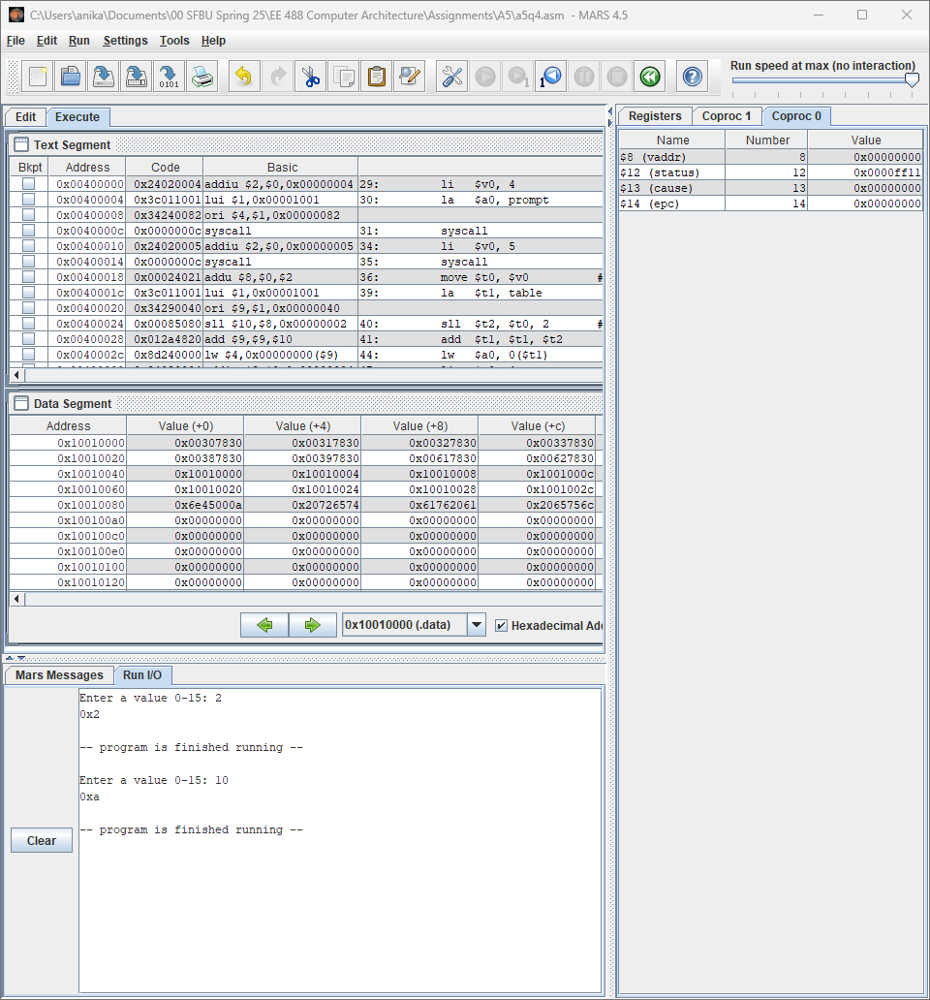 C:\Users\anika\Documents\00 SFBU Spring 25\EE 488 Computer Architecture\Assignments\A5\a5q4.asm - MARS 4.5
File Edit Run Settings Tools Help
Run speed at max (no interaction)
0101
1
1
Edit Execute
Text Segment
Bkpt Address Code Basic
0x00400000 0x24020004 addiu $2,$0,0x00000004 29: li $v0, 4
0x00400004 0x3c011001 lui $1,0x00001001 30: la $a0, prompt
0x00400008 0x34240082 ori $4,$1,0x00000082
0x0040000c 0x0000000c syscall 31: syscall
0x00400010 0x24020005 addiu $2,$0,0x00000005 34: li $v0, 5
0x00400014 0x0000000c syscall 35: syscall
0x00400018 0x00024021 addu $8,$0,$2 36: move $t0, $v0 #
0x0040001c 0x3c011001 lui $1,0x00001001 39: la $t1, table
0x00400020 0x34290040 ori $9,$1,0x00000040
0x00400024 0x00085080 sll $10,$8,0x00000002 40: sll $t2, $t0, 2 #
0x00400028 0x012a4820 add $9,$9,$10 41: add $t1, $t1, $t2
0x0040002c 0x8d240000 lw $4,0x00000000($9) 44: lw $a0, 0($t1)
Data Segment
Address Value (+0) Value (+4) Value (+8) Value (+c)
0x10010000 0x00307830 0x00317830 0x00327830 0x00337830
0x10010020 0x00387830 0x00397830 0x00617830 0x00627830
0x10010040 0x10010000 0x10010004 0x10010008 0x1001000c
0x10010060 0x10010020 0x10010024 0x10010028 0x1001002c
0x10010080 0x6e45000a 0x20726574 0x61762061 0x2065756c
0x100100a0 0x00000000 0x00000000 0x00000000 0x00000000
0x100100c0 0x00000000 0x00000000 0x00000000 0x00000000
0x100100e0 0x00000000 0x00000000 0x00000000 0x00000000
0x10010100 0x00000000 0x00000000 0x00000000 0x00000000
0x10010120 0x00000000 0x00000000 0x00000000 0x00000000
0x10010000 (.data) Hexadecimal Add
Mars Messages Run I/O
Enter a value 0-15: 2
0x2
-- program is finished running --
Enter a value 0-15: 10
0xa
-- program is finished running --
Clear
Registers Coproc 1 Coproc 0
Name Number Value
$8 (vaddr) 8 0x00000000
$12 (status) 12 0x0000ff11
$13 (cause) 13 0x00000000
$14 (epc) 14 0x00000000